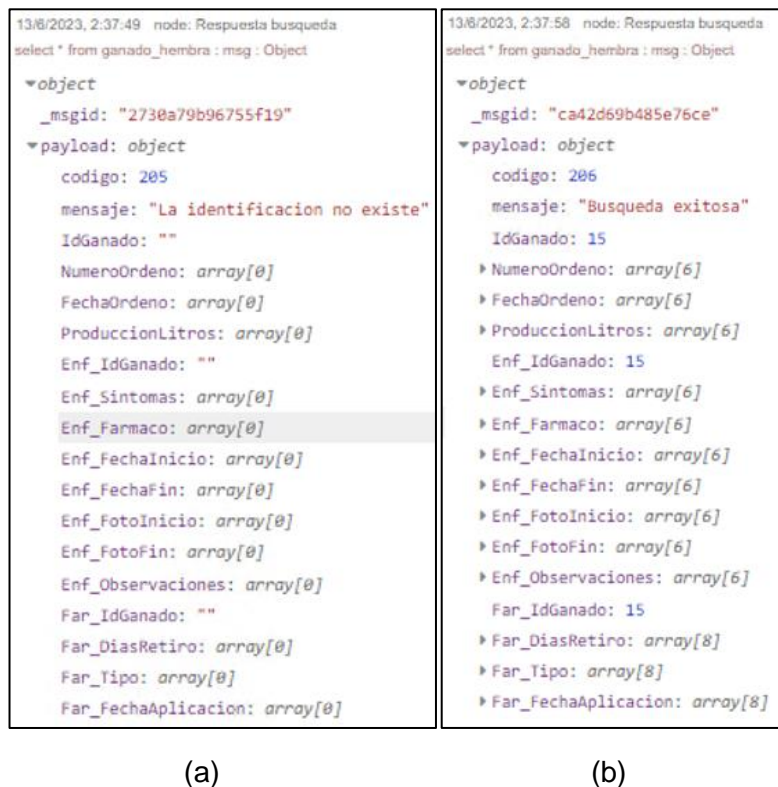 13/6/2023, 2:37:49 node: Respuesta busqueda
select * from ganado_hembra : msg : Object
▼object
_msgid: "2730a79b96755f19"
▼payload: object
codigo: 205
mensaje: "La identificacion no existe"
IdGanado: ""
NumeroOrdeno: array[0]
FechaOrdeno: array[0]
ProduccionLitros: array[0]
Enf_IdGanado: ""
Enf_Sintomas: array[0]
Enf_Farmaco: array[0]
Enf_FechaInicio: array[0]
Enf_FechaFin: array[0]
Enf_FotoInicio: array[0]
Enf_FotoFin: array[0]
Enf_Observaciones: array[0]
Far_IdGanado: ""
Far_DiasRetiro: array[0]
Far_Tipo: array[0]
Far_FechaAplicacion: array[0]
(a)
13/6/2023, 2:37:58 node: Respuesta busqueda
select * from ganado_hembra : msg : Object
▼object
_msgid: "ca42d69b485e76ce"
▼payload: object
codigo: 206
mensaje: "Busqueda exitosa"
IdGanado: 15
▶NumeroOrdeno: array[6]
▶FechaOrdeno: array[6]
▶ProduccionLitros: array[6]
Enf_IdGanado: 15
▶Enf_Sintomas: array[6]
▶Enf_Farmaco: array[6]
▶Enf_FechaInicio: array[6]
▶Enf_FechaFin: array[6]
▶Enf_FotoInicio: array[6]
▶Enf_FotoFin: array[6]
▶Enf_Observaciones: array[6]
Far_IdGanado: 15
▶Far_DiasRetiro: array[8]
▶Far_Tipo: array[8]
▶Far_FechaAplicacion: array[8]
(b)